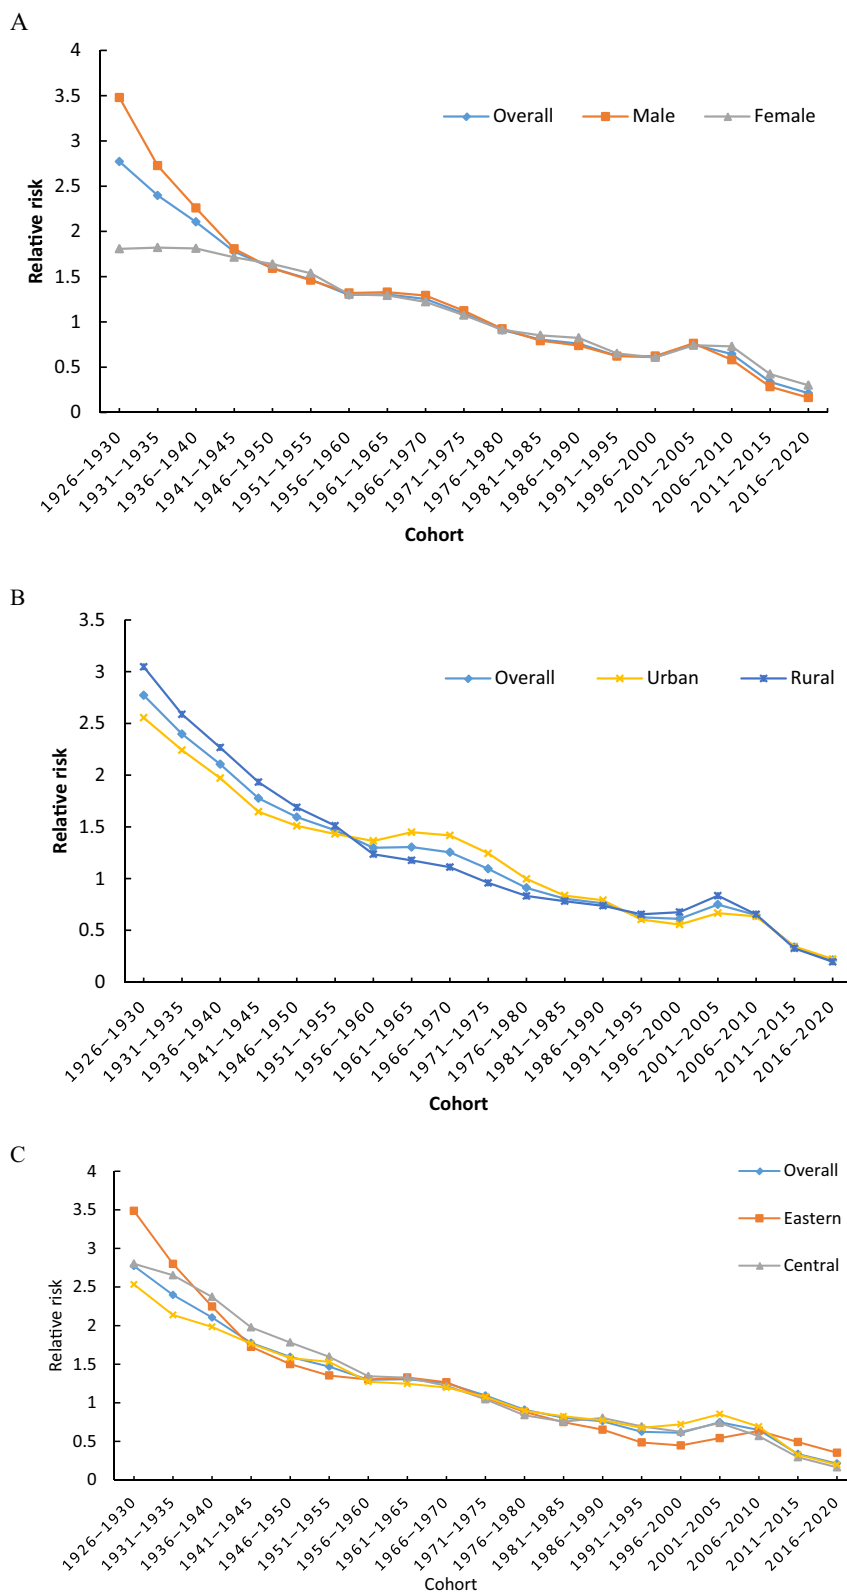 A
4
3.5
3
2.5
2
1.5
1
0.5
0
Relative risk
Overall Male Female
1926–1930 1931–1935 1936–1940 1941–1945 1946–1950 1951–1955 1956–1960 1961–1965 1966–1970 1971–1975 1976–1980 1981–1985 1986–1990 1991–1995 1996–2000 2001–2005 2006–2010 2011–2015 2016–2020
Cohort
B
3.5
3
2.5
2
1.5
1
0.5
0
Relative risk
Overall Urban Rural
1926–1930 1931–1935 1936–1940 1941–1945 1946–1950 1951–1955 1956–1960 1961–1965 1966–1970 1971–1975 1976–1980 1981–1985 1986–1990 1991–1995 1996–2000 2001–2005 2006–2010 2011–2015 2016–2020
Cohort
C
4
3.5
3
2.5
2
1.5
1
0.5
0
Relative risk
Overall
Eastern
Central
1926–1930 1931–1935 1936–1940 1941–1945 1946–1950 1951–1955 1956–1960 1961–1965 1966–1970 1971–1975 1976–1980 1981–1985 1986–1990 1991–1995 1996–2000 2001–2005 2006–2010 2011–2015 2016–2020
Cohort